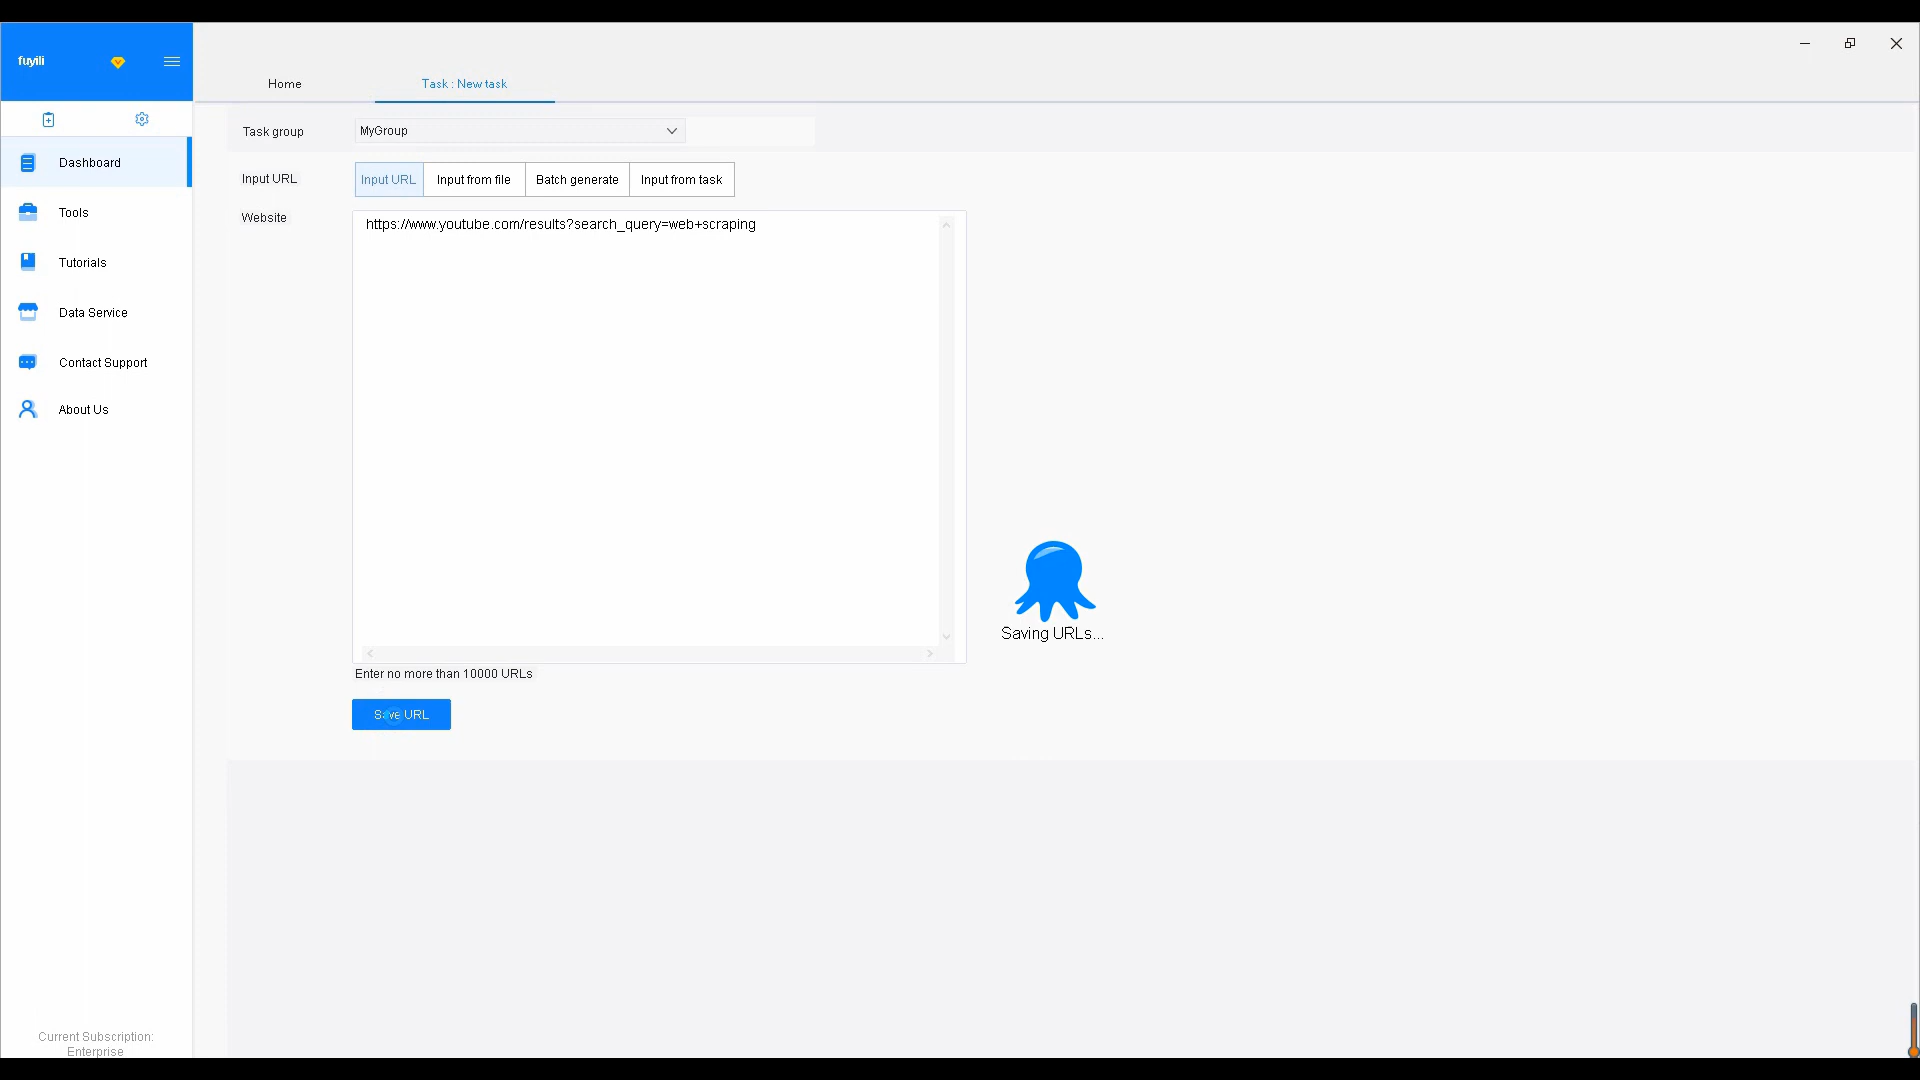 fuyili
Home
Task : New task
Task group
MyGroup
Input URL
Input URL
Input from file
Batch generate
Input from task
Website
https://www.youtube.com/results?search_query=web+scraping
Dashboard
Tools
Tutorials
Data Service
Contact Support
About Us
Saving URLs...
Enter no more than 10000 URLs
Save URL
Current Subscription:
Enterprise